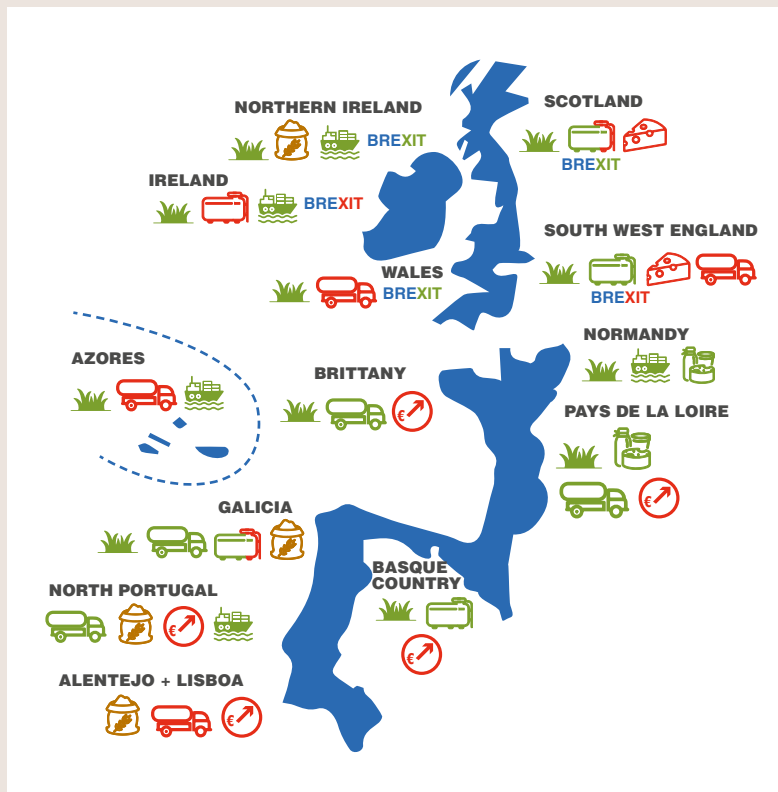 NORTHERN IRELAND
BREXIT
SCOTLAND
BREXIT
IRELAND
BREXIT
SOUTH WEST ENGLAND
BREXIT
WALES
BREXIT
NORMANDY
AZORES
BRITTANY
€
PAYS DE LA LOIRE
€
GALICIA
BASQUE
COUNTRY
€
NORTH PORTUGAL
€
ALENTEJO + LISBOA
€